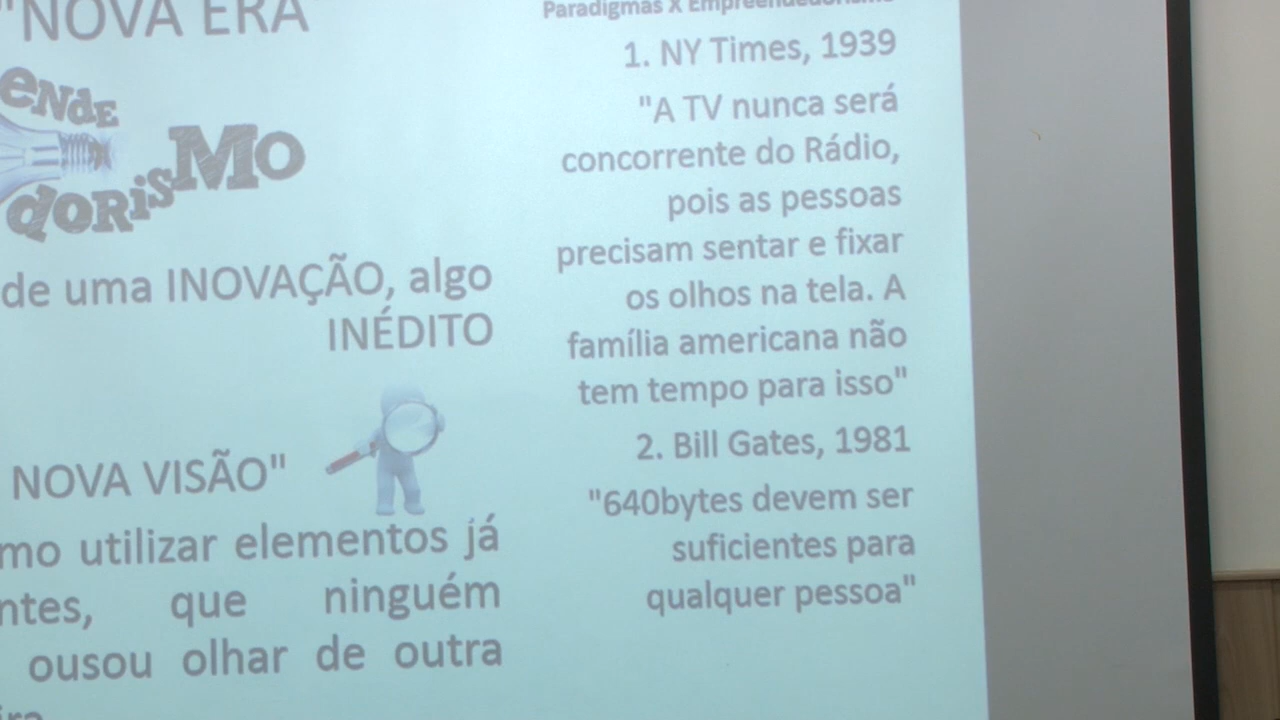 "NOVA ERA
ENDE
DORISMO
de uma INOVAÇÃO, algo
INÉDITO
NOVA VISÃO"
utilizar elementos já
que ninguém
ousou olhar de outra
Paradigmas X Empreendedorismo
1. NY Times, 1939
"A TV nunca será
concorrente do Rádio,
pois as pessoas
precisam sentar e fixar
os olhos na tela. A
família americana não
tem tempo para isso"
2. Bill Gates, 1981
"640bytes devem ser
suficientes para
qualquer pessoa"